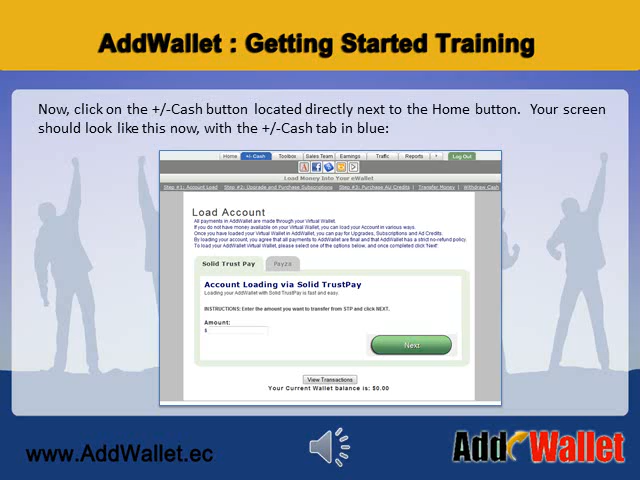 AddWallet : Getting Started Training
Now, click on the +/-Cash button located directly next to the Home button. Your screen
should look like this now, with the +/-Cash tab in blue:
Home +/- Cash Toolbox Sales Team Earnings Traffic Reports Log Out
Load Money Into Your eWallet
Step #1: Account Load Step #2: Upgrade and Purchase Subscriptions Step #3: Purchase AU Credits | Transfer Money | Withdraw Cash
Load Account
All payments in AddWallet are made through your Virtual Wallet.
If you do not have money available on your Virtual Wallet, you can load your Account in various ways.
Once you have loaded your Virtual Wallet in AddWallet, you can pay for Upgrades, Subscriptions and Ad Credits.
By loading your account, you agree that all payments to AddWallet are final and that AddWallet has a strict no-refund policy.
To load your AddWallet Virtual Wallet, please select one of the options below, and once completed click 'Next'
Solid Trust Pay Payza
Account Loading via Solid TrustPay
Loading your AddWallet with Solid TrustPay is fast and easy.
INSTRUCTIONS: Enter the amount you want to transfer from STP and click NEXT.
Amount:
$
Next
View Transactions
Your Current Wallet balance is: $0.00
www.AddWallet.ec
Add Wallet